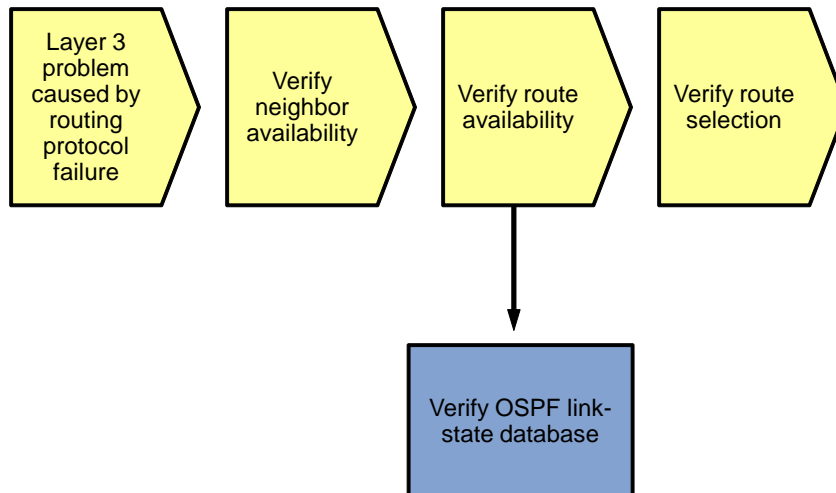 Layer 3
problem
caused by
routing
protocol
failure
Verify
neighbor
availability
Verify route
availability
Verify route
selection
Verify OSPF link-
state database